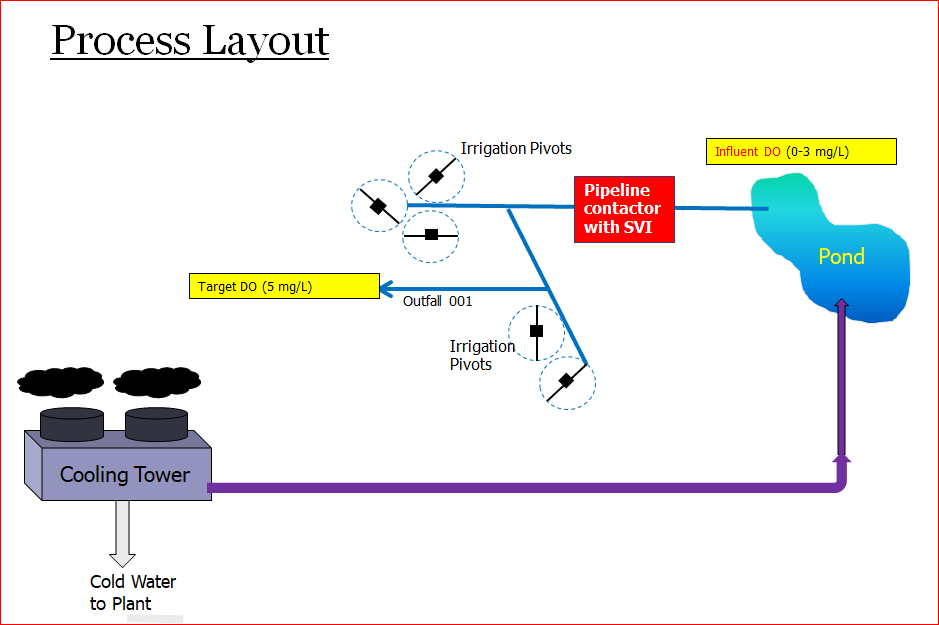 Process Layout
Irrigation Pivots
Influent DO (0-3 mg/L)
Pipeline
contactor
with SVI
Pond
Target DO (5 mg/L)
Outfall 001
Irrigation
Pivots
Cooling Tower
Cold Water
to Plant